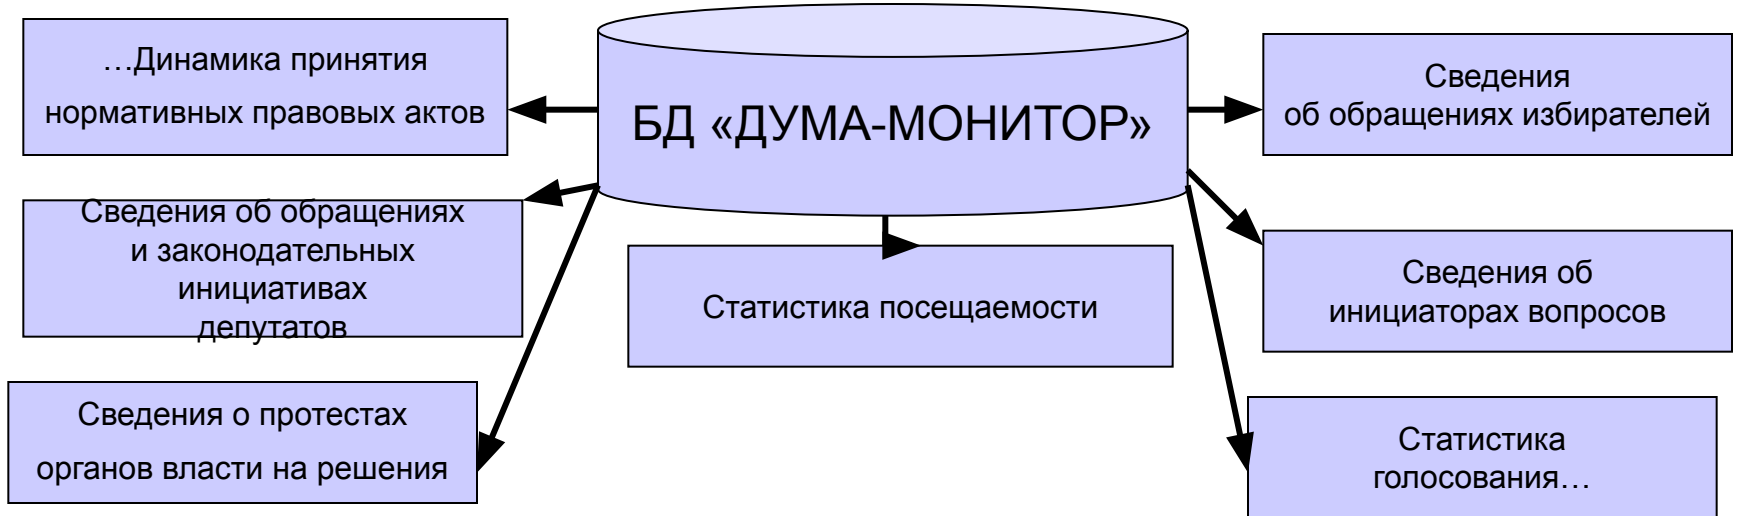 …Динамика принятия
нормативных правовых актов
БД «ДУМА-МОНИТОР»
Сведения
об обращениях избирателей
Сведения об обращениях
и законодательных
инициативах
депутатов
Статистика посещаемости
Сведения об
инициаторах вопросов
Сведения о протестах
органов власти на решения
Статистика
голосования…